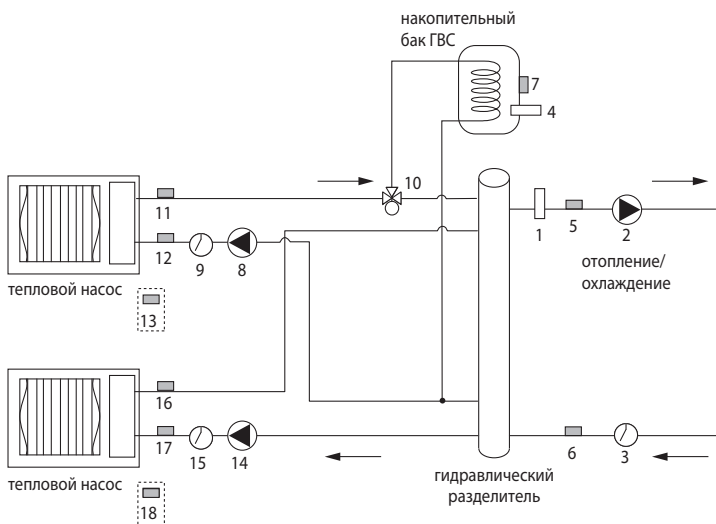 накопительный
бак ГВС
7
4
10
11
12
9
8
1
5
2
отопление/
охлаждение
тепловой насос
13
16
17
15
14
6
3
гидравлический
разделитель
тепловой насос
18